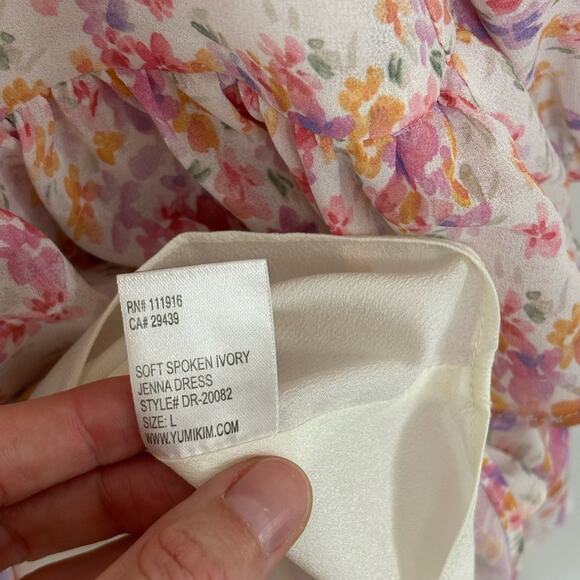 RN# 111916
CA# 29439
SOFT SPOKEN IVORY
JENNA DRESS
STYLE# DR-20082
SIZE: L
WWW.YUMIKIM.COM